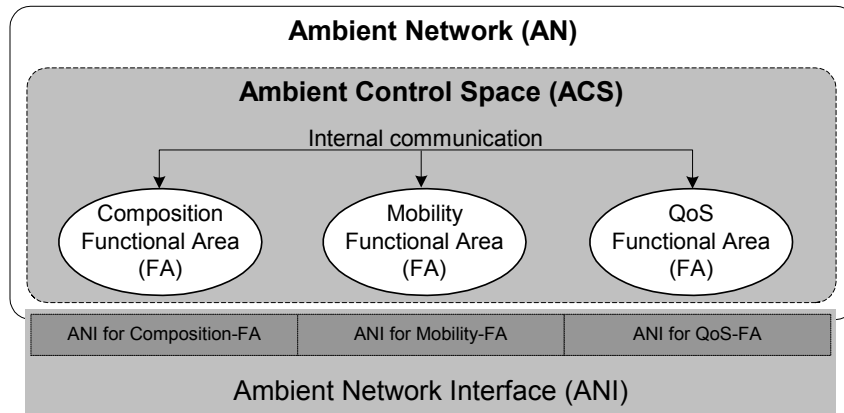 Ambient Network (AN)
Ambient Control Space (ACS)
Internal communication
Composition
Functional Area
(FA)
Mobility
Functional Area
(FA)
QoS
Functional Area
(FA)
ANI for Composition-FA
ANI for Mobility-FA
ANI for QoS-FA
Ambient Network Interface (ANI)